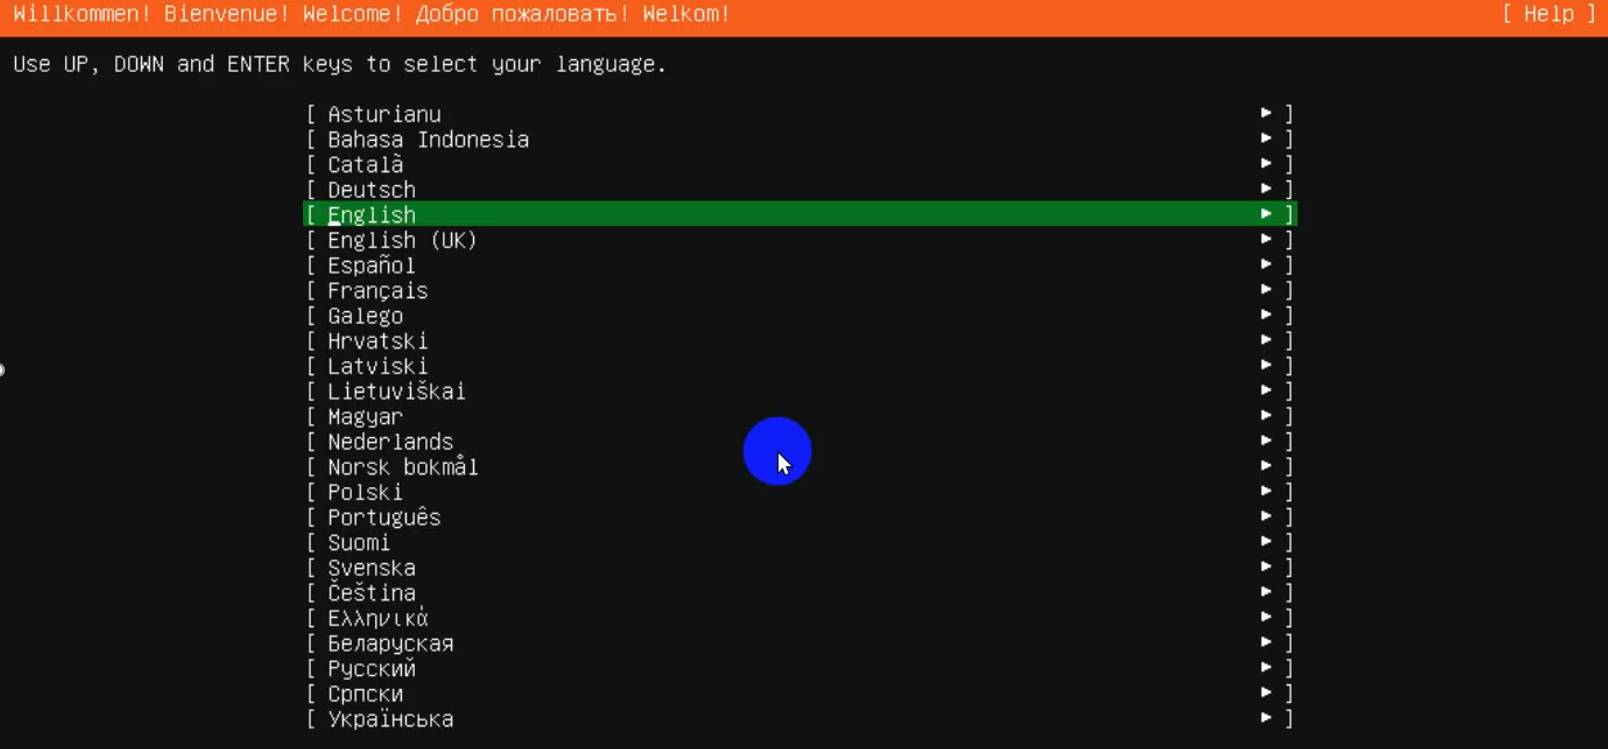 Willkommen! Bienvenue! Welcome! Добро пожаловать! Welkom! [ Help ]
Use UP, DOWN and ENTER keys to select your language.
[ Asturianu ► ]
[ Bahasa Indonesia ► ]
[ Català ► ]
[ Deutsch ► ]
[ English ► ]
[ English (UK) ► ]
[ Español ► ]
[ Français ► ]
[ Galego ► ]
[ Hrvatski ► ]
[ Latviski ► ]
[ Lietuviškai ► ]
[ Magyar ► ]
[ Nederlands ► ]
[ Norsk bokmål ► ]
[ Polski ► ]
[ Português ► ]
[ Suomi ► ]
[ Svenska ► ]
[ Čeština ► ]
[ Ελληνικά ► ]
[ Беларуская ► ]
[ Русский ► ]
[ Српски ► ]
[ Українська ► ]